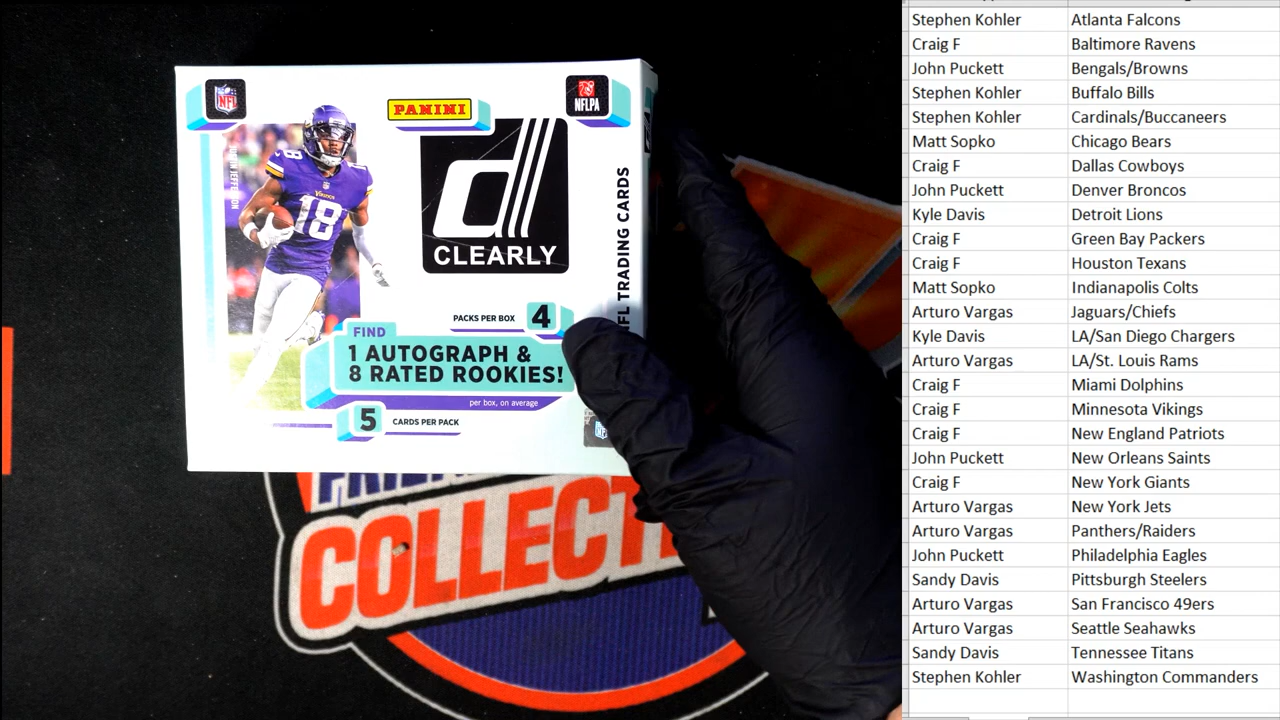 NFL
PANINI
NFLPA
JUSTIN JEFFERSON
18
18
VIKINGS
d
CLEARLY
NFL TRADING CARDS
PACKS PER BOX 4
FIND
1 AUTOGRAPH &
8 RATED ROOKIES!
per box, on average
5 CARDS PER PACK
COLLECT
Stephen Kohler Atlanta Falcons
Craig F Baltimore Ravens
John Puckett Bengals/Browns
Stephen Kohler Buffalo Bills
Stephen Kohler Cardinals/Buccaneers
Matt Sopko Chicago Bears
Craig F Dallas Cowboys
John Puckett Denver Broncos
Kyle Davis Detroit Lions
Craig F Green Bay Packers
Craig F Houston Texans
Matt Sopko Indianapolis Colts
Arturo Vargas Jaguars/Chiefs
Kyle Davis LA/San Diego Chargers
Arturo Vargas LA/St. Louis Rams
Craig F Miami Dolphins
Craig F Minnesota Vikings
Craig F New England Patriots
John Puckett New Orleans Saints
Craig F New York Giants
Arturo Vargas New York Jets
Arturo Vargas Panthers/Raiders
John Puckett Philadelphia Eagles
Sandy Davis Pittsburgh Steelers
Arturo Vargas San Francisco 49ers
Arturo Vargas Seattle Seahawks
Sandy Davis Tennessee Titans
Stephen Kohler Washington Commanders